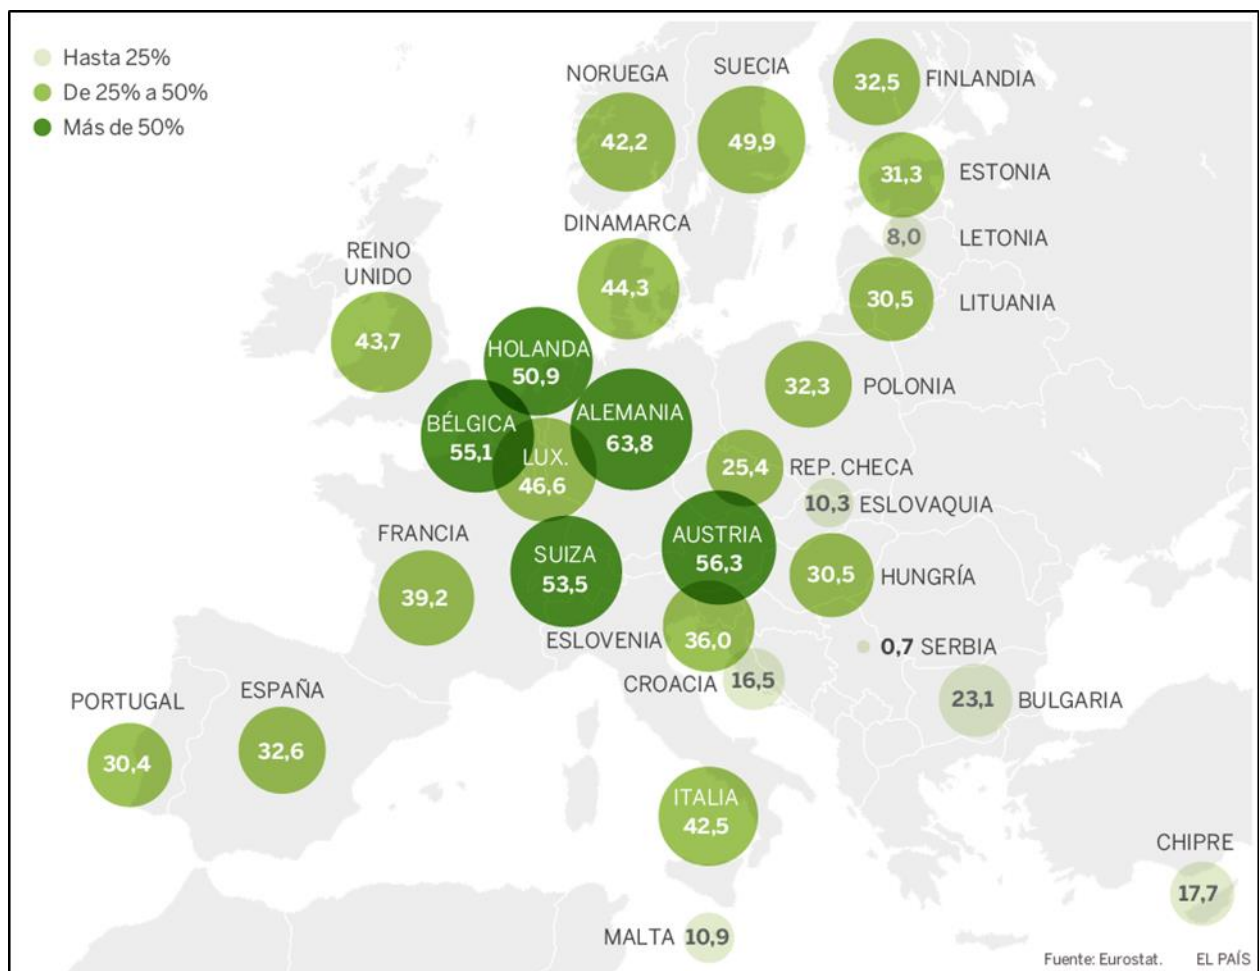 Hasta 25%
De 25% a 50%
Más de 50%
NORUEGA
42,2
SUECIA
49,9
32,5 FINLANDIA
31,3 ESTONIA
8,0 LETONIA
30,5 LITUANIA
DINAMARCA
44,3
REINO
UNIDO
43,7
HOLANDA
50,9
BÉLGICA
55,1
ALEMANIA
63,8
LUX.
46,6
32,3 POLONIA
25,4 REP. CHECA
10,3 ESLOVAQUIA
FRANCIA
39,2
SUIZA
53,5
AUSTRIA
56,3
30,5 HUNGRÍA
ESLOVENIA 36,0
0,7 SERBIA
CROACIA 16,5
23,1 BULGARIA
PORTUGAL
30,4
ESPAÑA
32,6
ITALIA
42,5
CHIPRE
17,7
MALTA 10,9
Fuente: Eurostat. EL PAÍS